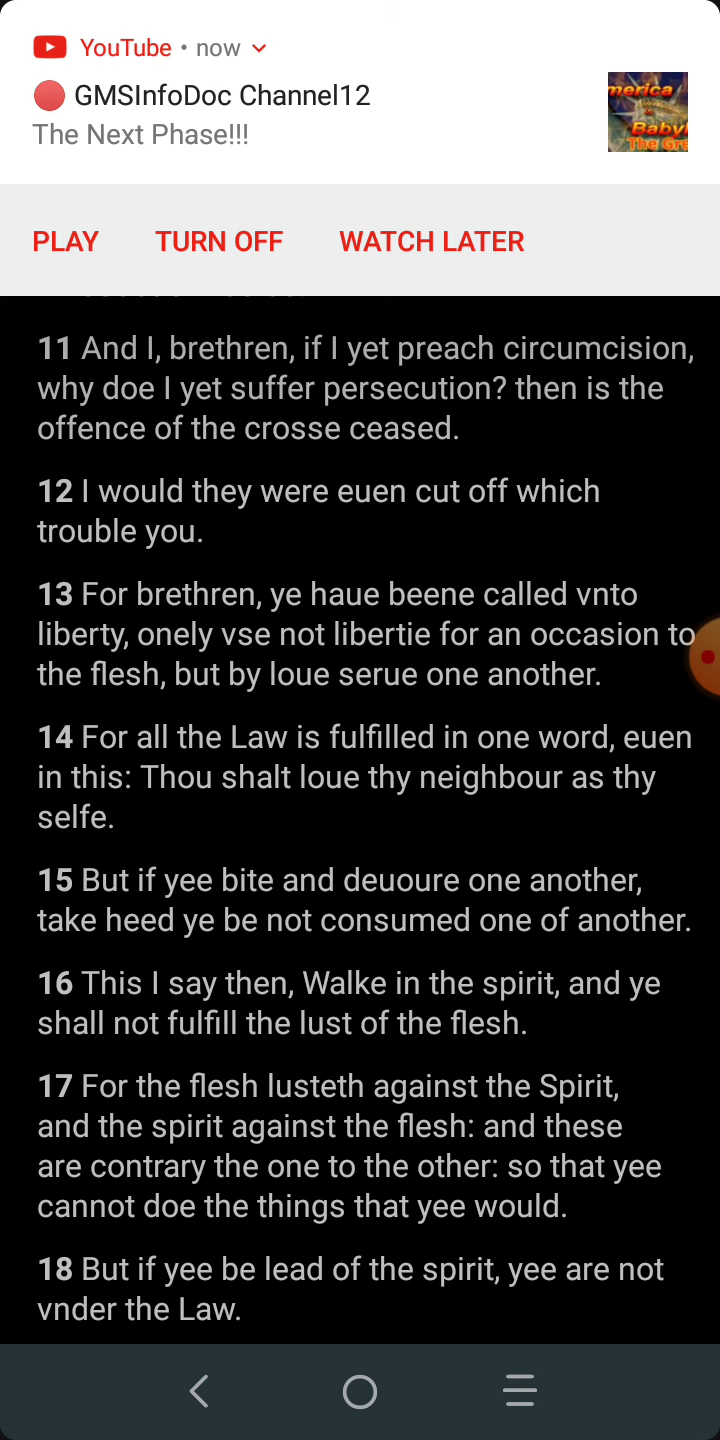 YouTube • now
GMSInfoDoc Channel12
The Next Phase!!!
merica
Baby
The Gre
PLAY TURN OFF WATCH LATER
11 And I, brethren, if I yet preach circumcision,
why doe I yet suffer persecution? then is the
offence of the crosse ceased.
12 I would they were euen cut off which
trouble you.
13 For brethren, ye haue beene called vnto
liberty, onely vse not libertie for an occasion to
the flesh, but by loue serue one another.
14 For all the Law is fulfilled in one word, euen
in this: Thou shalt loue thy neighbour as thy
selfe.
15 But if yee bite and deuoure one another,
take heed ye be not consumed one of another.
16 This I say then, Walke in the spirit, and ye
shall not fulfill the lust of the flesh.
17 For the flesh lusteth against the Spirit,
and the spirit against the flesh: and these
are contrary the one to the other: so that yee
cannot doe the things that yee would.
18 But if yee be lead of the spirit, yee are not
vnder the Law.